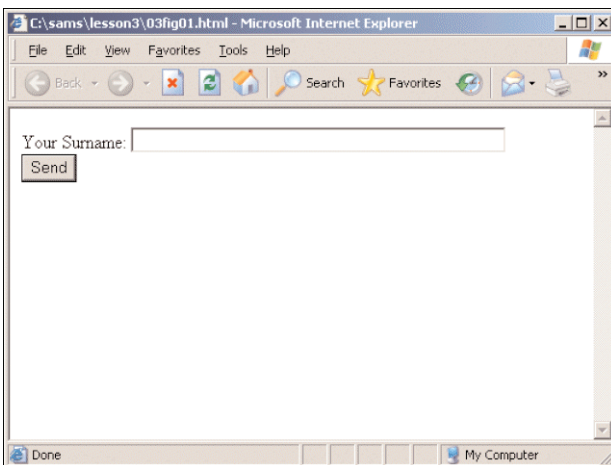 C:\sams\lesson3\03fig01.html - Microsoft Internet Explorer
File Edit View Favorites Tools Help
Back Search Favorites »
Your Surname:
Send
Done My Computer